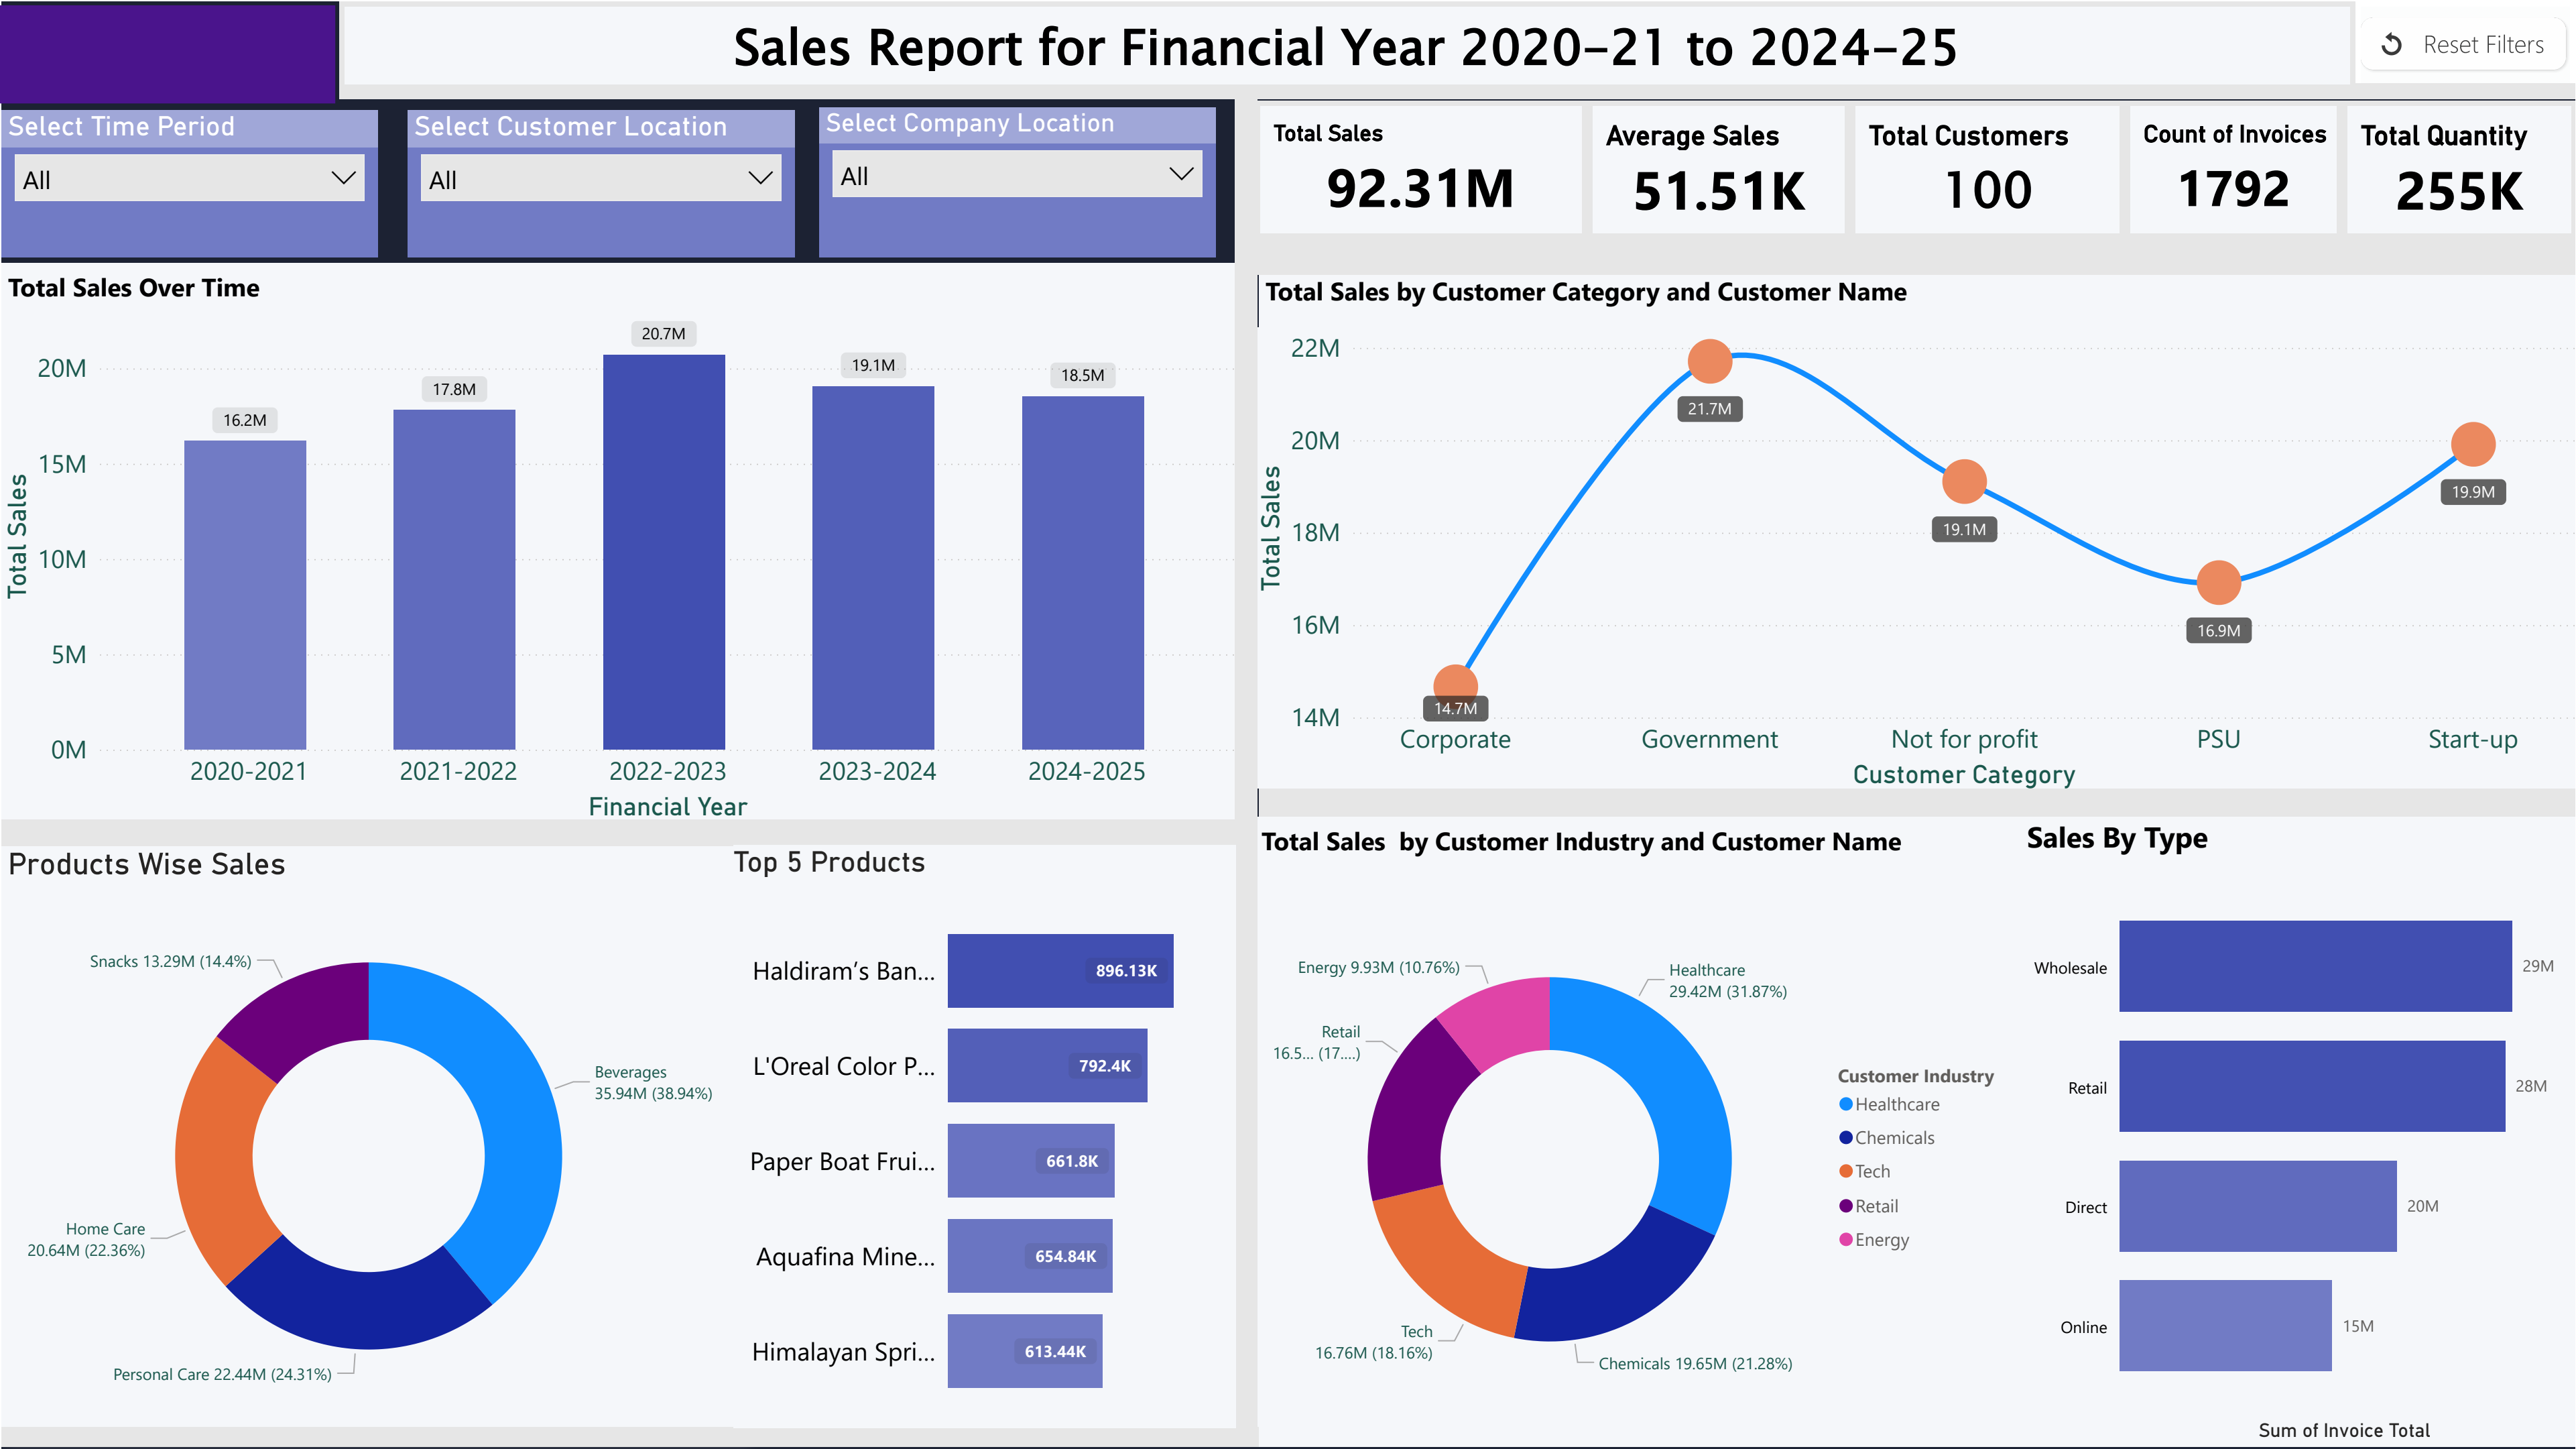 Sales Report for Financial Year 2020-21 to 2024-25
Reset Filters
Select Time Period
All
Select Customer Location
All
Select Company Location
All
Total Sales
92.31M
Average Sales
51.51K
Total Customers
100
Count of Invoices
1792
Total Quantity
255K
Total Sales Over Time
Total Sales
20M
15M
10M
5M
0M
16.2M
17.8M
20.7M
19.1M
18.5M
2020-2021
2021-2022
2022-2023
2023-2024
2024-2025
Financial Year
Total Sales by Customer Category and Customer Name
Total Sales
22M
20M
18M
16M
14M
14.7M
21.7M
19.1M
16.9M
19.9M
Corporate
Government
Not for profit
PSU
Start-up
Customer Category
Products Wise Sales
Snacks 13.29M (14.4%)
Beverages
35.94M (38.94%)
Home Care
20.64M (22.36%)
Personal Care 22.44M (24.31%)
Top 5 Products
Haldiram’s Ban...
896.13K
L'Oreal Color P...
792.4K
Paper Boat Frui...
661.8K
Aquafina Mine...
654.84K
Himalayan Spri...
613.44K
Total Sales by Customer Industry and Customer Name
Energy 9.93M (10.76%)
Healthcare
29.42M (31.87%)
Retail
16.5... (17....)
Tech
16.76M (18.16%)
Chemicals 19.65M (21.28%)
Customer Industry
Healthcare
Chemicals
Tech
Retail
Energy
Sales By Type
Wholesale
29M
Retail
28M
Direct
20M
Online
15M
Sum of Invoice Total